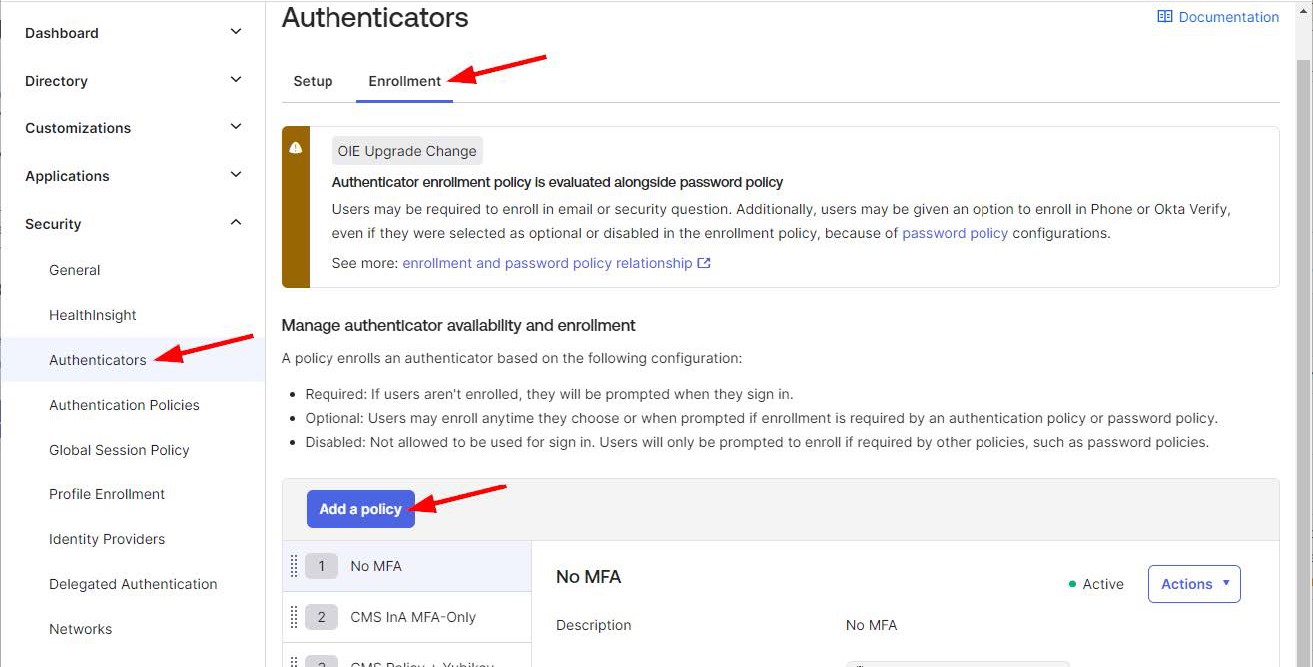 Dashboard
Directory
Customizations
Applications
Security
General
HealthInsight
Authenticators
Authentication Policies
Global Session Policy
Profile Enrollment
Identity Providers
Delegated Authentication
Networks
Authenticators
Documentation
Setup
Enrollment
OIE Upgrade Change
Authenticator enrollment policy is evaluated alongside password policy
Users may be required to enroll in email or security question. Additionally, users may be given an option to enroll in Phone or Okta Verify,
even if they were selected as optional or disabled in the enrollment policy, because of password policy configurations.
See more: enrollment and password policy relationship
Manage authenticator availability and enrollment
A policy enrolls an authenticator based on the following configuration:
• Required: If users aren't enrolled, they will be prompted when they sign in.
• Optional: Users may enroll anytime they choose or when prompted if enrollment is required by an authentication policy or password policy.
• Disabled: Not allowed to be used for sign in. Users will only be prompted to enroll if required by other policies, such as password policies.
Add a policy
1 No MFA
2 CMS InA MFA-Only
3 CMS Policy + Yubikey
No MFA
Active
Actions
Description
No MFA